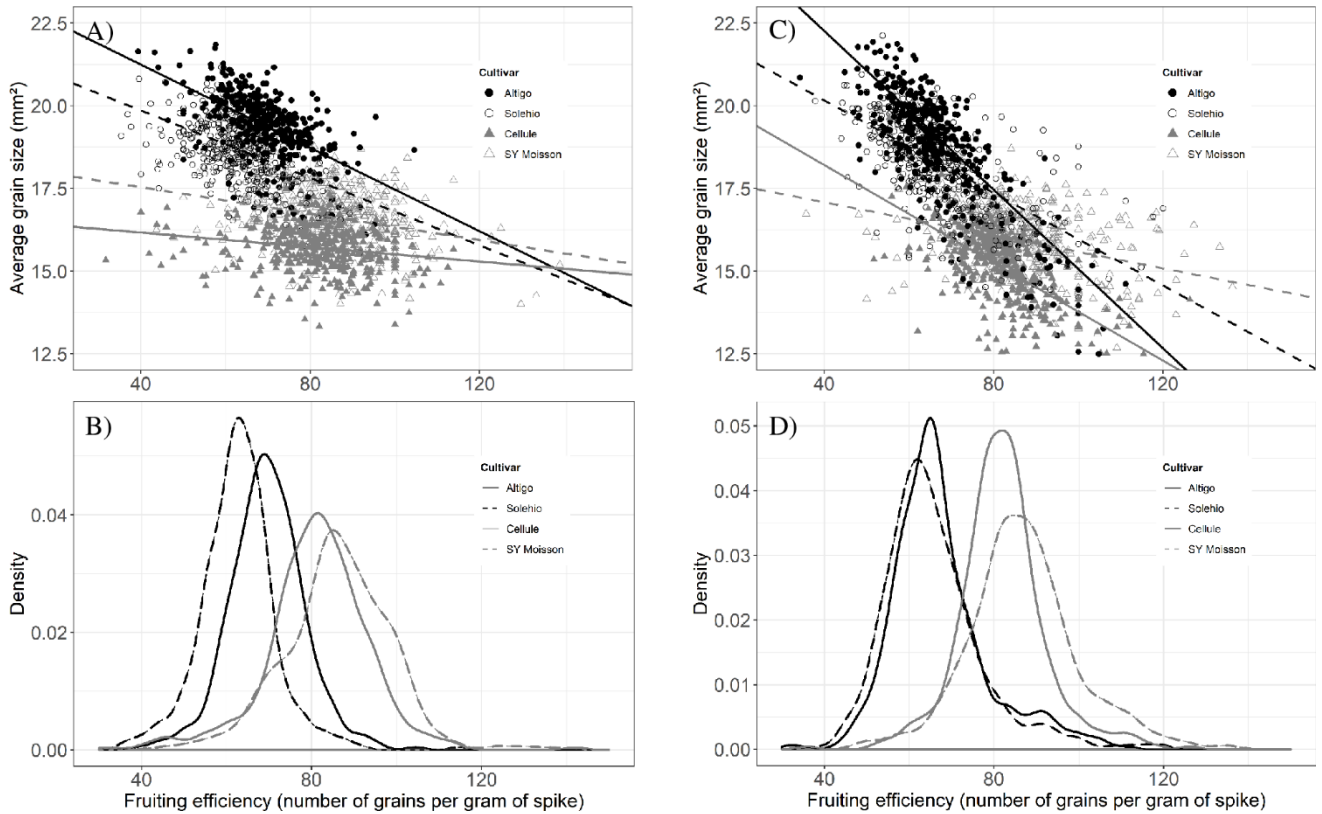 A)
Average grain size (mm²)
22.5
20.0
17.5
15.0
12.5
40
80
120
Cultivar
Altigo
Solehio
Cellule
SY Moisson
C)
Average grain size (mm²)
22.5
20.0
17.5
15.0
12.5
40
80
120
Cultivar
Altigo
Solehio
Cellule
SY Moisson
B)
Density
0.04
0.02
0.00
40
80
120
Fruiting efficiency (number of grains per gram of spike)
Cultivar
Altigo
Solehio
Cellule
SY Moisson
D)
Density
0.05
0.04
0.03
0.02
0.01
0.00
40
80
120
Fruiting efficiency (number of grains per gram of spike)
Cultivar
Altigo
Solehio
Cellule
SY Moisson